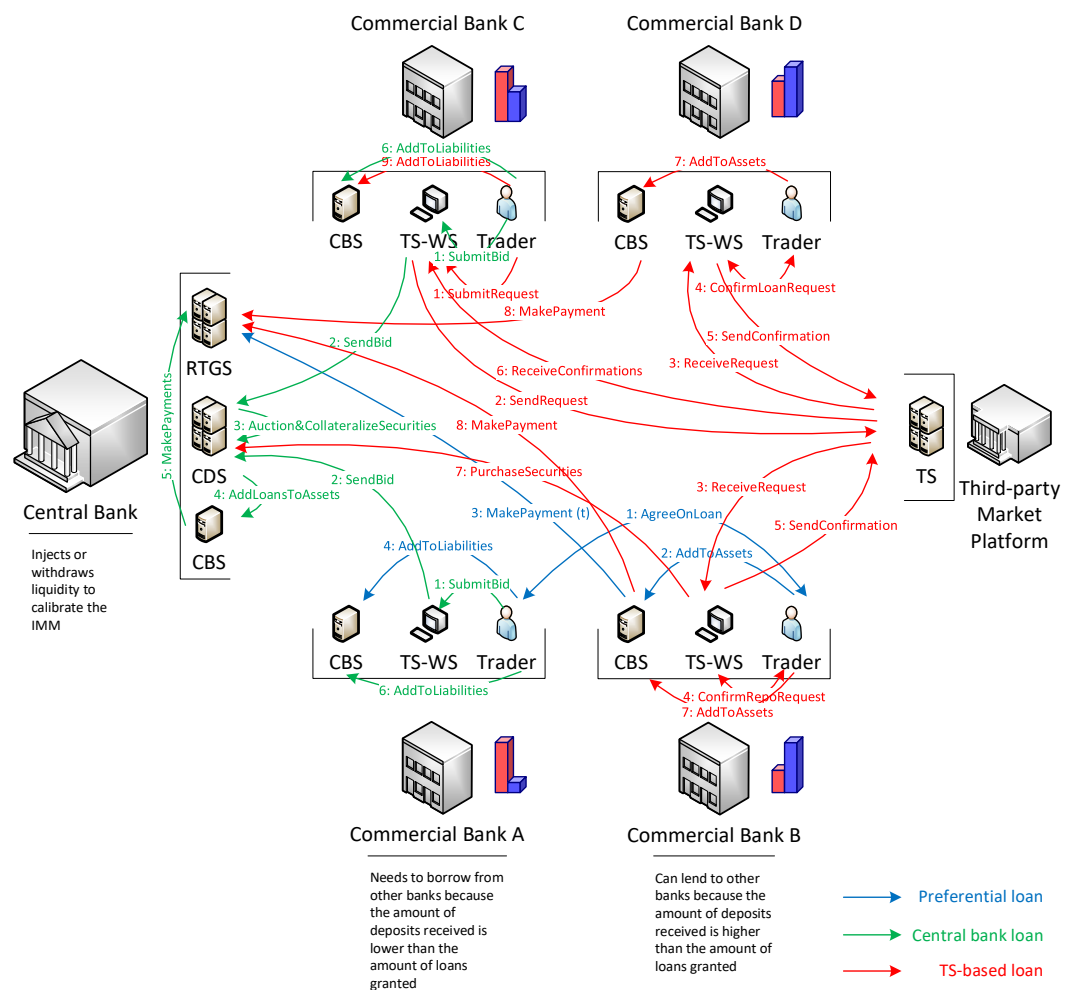 Commercial Bank C
Commercial Bank D
6: AddToLiabilities
9: AddToLiabilities
7: AddToAssets
CBS
TS-WS
Trader
CBS
TS-WS
Trader
1: SubmitBid
1: SubmitRequest
4: ConfirmLoanRequest
8: MakePayment
5: SendConfirmation
2: SendBid
3: ReceiveRequest
RTGS
6: ReceiveConfirmations
2: SendRequest
5: MakePayments
3: Auction&CollateralizeSecurities
8: MakePayment
CDS
7: PurchaseSecurities
2: SendBid
3: ReceiveRequest
TS
Third-party
Market
Platform
4: AddLoansToAssets
3: MakePayment (t)
1: AgreeOnLoan
5: SendConfirmation
Central Bank
CBS
Injects or
withdraws
liquidity to
calibrate the
IMM
4: AddToLiabilities
2: AddToAssets
1: SubmitBid
CBS
TS-WS
Trader
CBS
TS-WS
Trader
6: AddToLiabilities
4: ConfirmRepoRequest
7: AddToAssets
Commercial Bank A
Commercial Bank B
Needs to borrow from
other banks because
the amount of
deposits received is
lower than the
amount of loans
granted
Can lend to other
banks because the
amount of deposits
received is higher
than the amount of
loans granted
Preferential loan
Central bank loan
TS-based loan